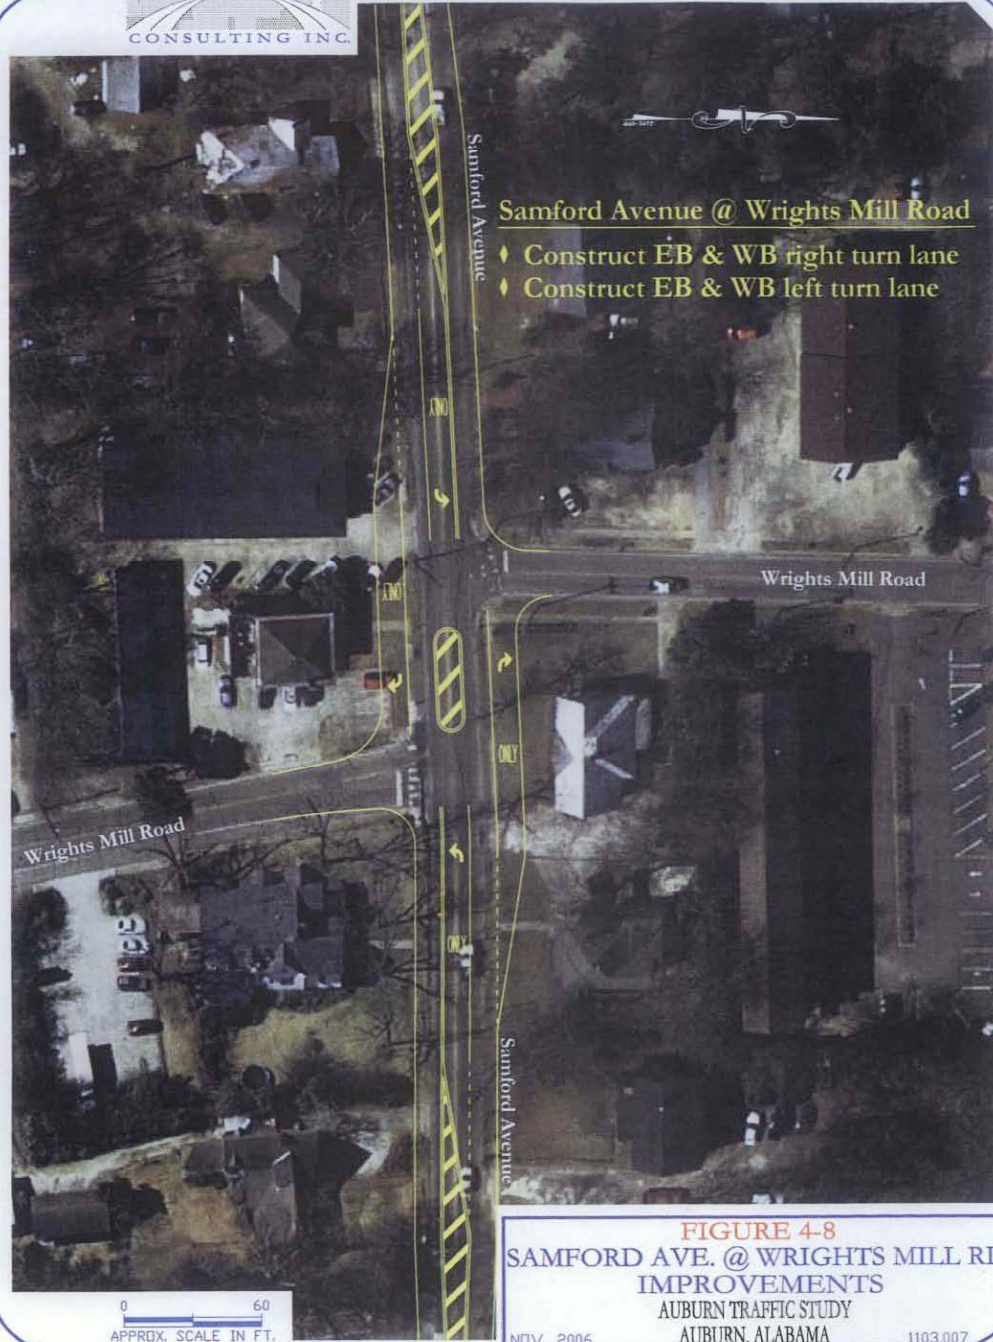 CONSULTING INC.
Samford Avenue
Samford Avenue @ Wrights Mill Road
Construct EB & WB right turn lane
Construct EB & WB left turn lane
ONLY
Wrights Mill Road
ONLY
ONLY
Wrights Mill Road
ONLY
Samford Avenue
FIGURE 4-8
SAMFORD AVE. @ WRIGHTS MILL R
IMPROVEMENTS
AUBURN TRAFFIC STUDY
AUBURN, ALABAMA
NOV. 2006
1103.007
0 60
APPROX. SCALE IN FT.